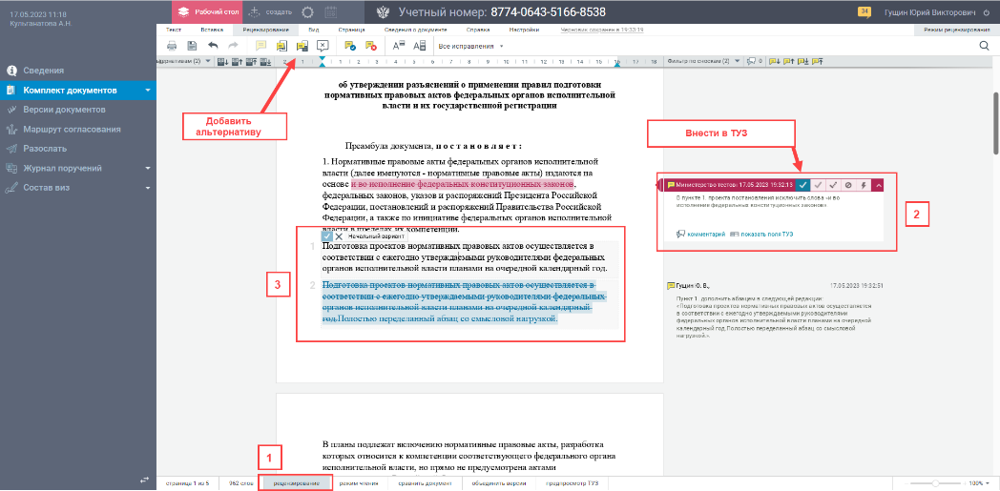 17.05.2023 11:18
Кульганатова А.Н.
Рабочий стол
создать
Учетный номер: 8774-0643-5166-8538
34
Гущин Юрий Викторович
Текст
Вставка
Рецензирование
Вид
Страница
Сведения о документе
Справка
Настройки
Черновик сохранен в 19:33:19
Режим рецензирования
Все исправления
Фильтр по сноскам (2)
0
Сведения
Комплект документов
Версии документов
Маршрут согласования
Разослать
Журнал поручений
Состав виз
Добавить
альтернативу
Внести в ТУЗ
об утверждении разъяснений о применении правил подготовки
нормативных правовых актов федеральных органов исполнительной
власти и их государственной регистрации
Преамбула документа, постановляет:
1. Нормативные правовые акты федеральных органов исполнительной
власти (далее именуются - нормативные правовые акты) издаются на
основе и во исполнение федеральных конституционных законов,
федеральных законов, указов и распоряжений Президента Российской
Федерации, постановлений и распоряжений Правительства Российской
Федерации, а также по инициативе федеральных органов исполнительной
власти в пределах их компетенции.
Начальный вариант
1 Подготовка проектов нормативных правовых актов осуществляется в
соответствии с ежегодно утверждаемыми руководителями федеральных
органов исполнительной власти планами на очередной календарный год.
2 Подготовка проектов нормативных правовых актов осуществляется в
соответствии с ежегодно утверждаемыми руководителями федеральных
органов исполнительной власти планами на очередной календарный
год.Полостью переделанный абзац со смысловой нагрузкой.
3
Министерство тестов 17.05.2023 19:32:13
В пункте 1. проекта постановления исключить слова «и во
исполнение федеральных конституционных законов»
комментарий
показать поля ТУЗ
2
Гущин Ю. В.,
17.05.2023 19:32:51
Пункт 1. дополнить абзацем в следующей редакции:
«Подготовка проектов нормативных правовых актов осуществляется
в соответствии с ежегодно утверждаемыми руководителями
федеральных органов исполнительной власти планами на очередной
календарный год.Полостью переделанный абзац со смысловой
нагрузкой.».
В планы подлежат включению нормативные правовые акты, разработка
которых относится к компетенции соответствующего федерального органа
исполнительной власти, но прямо не предусмотрена актами
1
страница 1 из 5
962 слов
рецензирование
режим чтения
сравнить документ
объединить версии
предпросмотр ТУЗ
100%